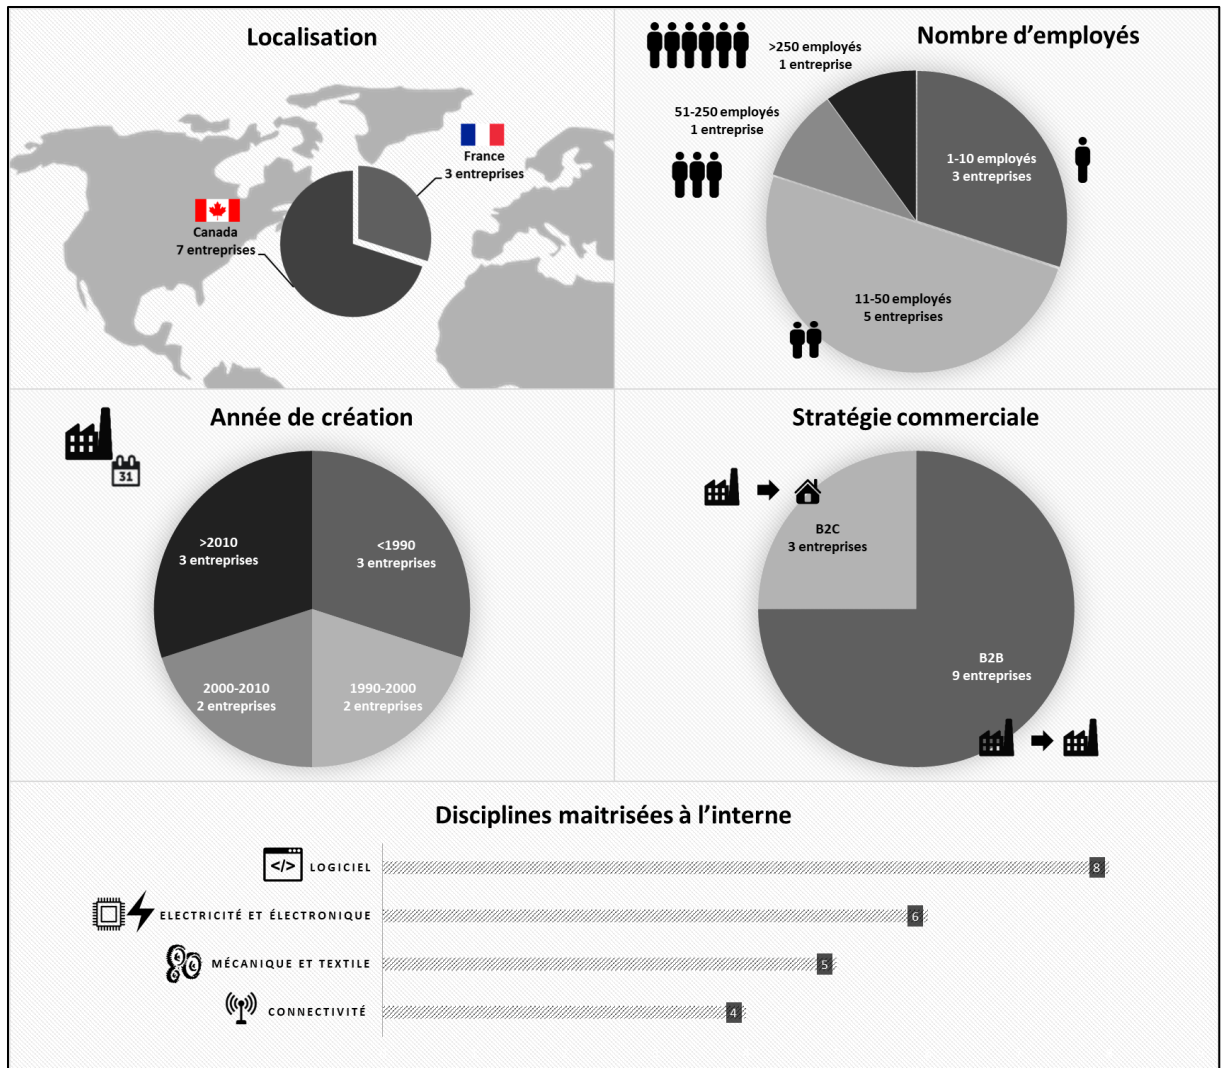 Localisation
France
3 entreprises
Canada
7 entreprises
Nombre d’employés
>250 employés
1 entreprise
51-250 employés
1 entreprise
1-10 employés
3 entreprises
11-50 employés
5 entreprises
Année de création
31
>2010
3 entreprises
<1990
3 entreprises
2000-2010
2 entreprises
1990-2000
2 entreprises
Stratégie commerciale
B2C
3 entreprises
B2B
9 entreprises
Disciplines maitrisées à l’interne
</> LOGICIEL 8
ELECTRICITÉ ET ÉLECTRONIQUE 6
MÉCANIQUE ET TEXTILE 5
CONNECTIVITÉ 4